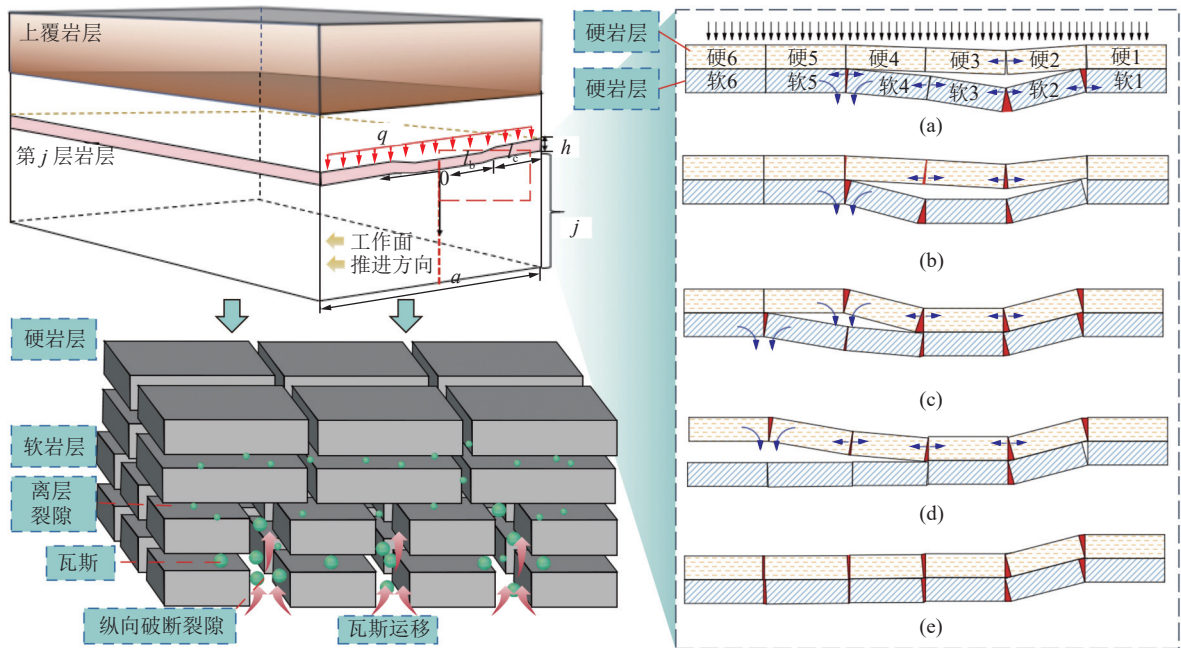 上覆岩层
第 j 层岩层
q
l_b
l_c
h
0
j
工作面
推进方向
a
硬岩层
软岩层
离层
裂隙
瓦斯
纵向破断裂隙
瓦斯运移
硬岩层
硬岩层
硬6 硬5 硬4 硬3 硬2 硬1
软6 软5 软4 软3 软2 软1
(a)
(b)
(c)
(d)
(e)